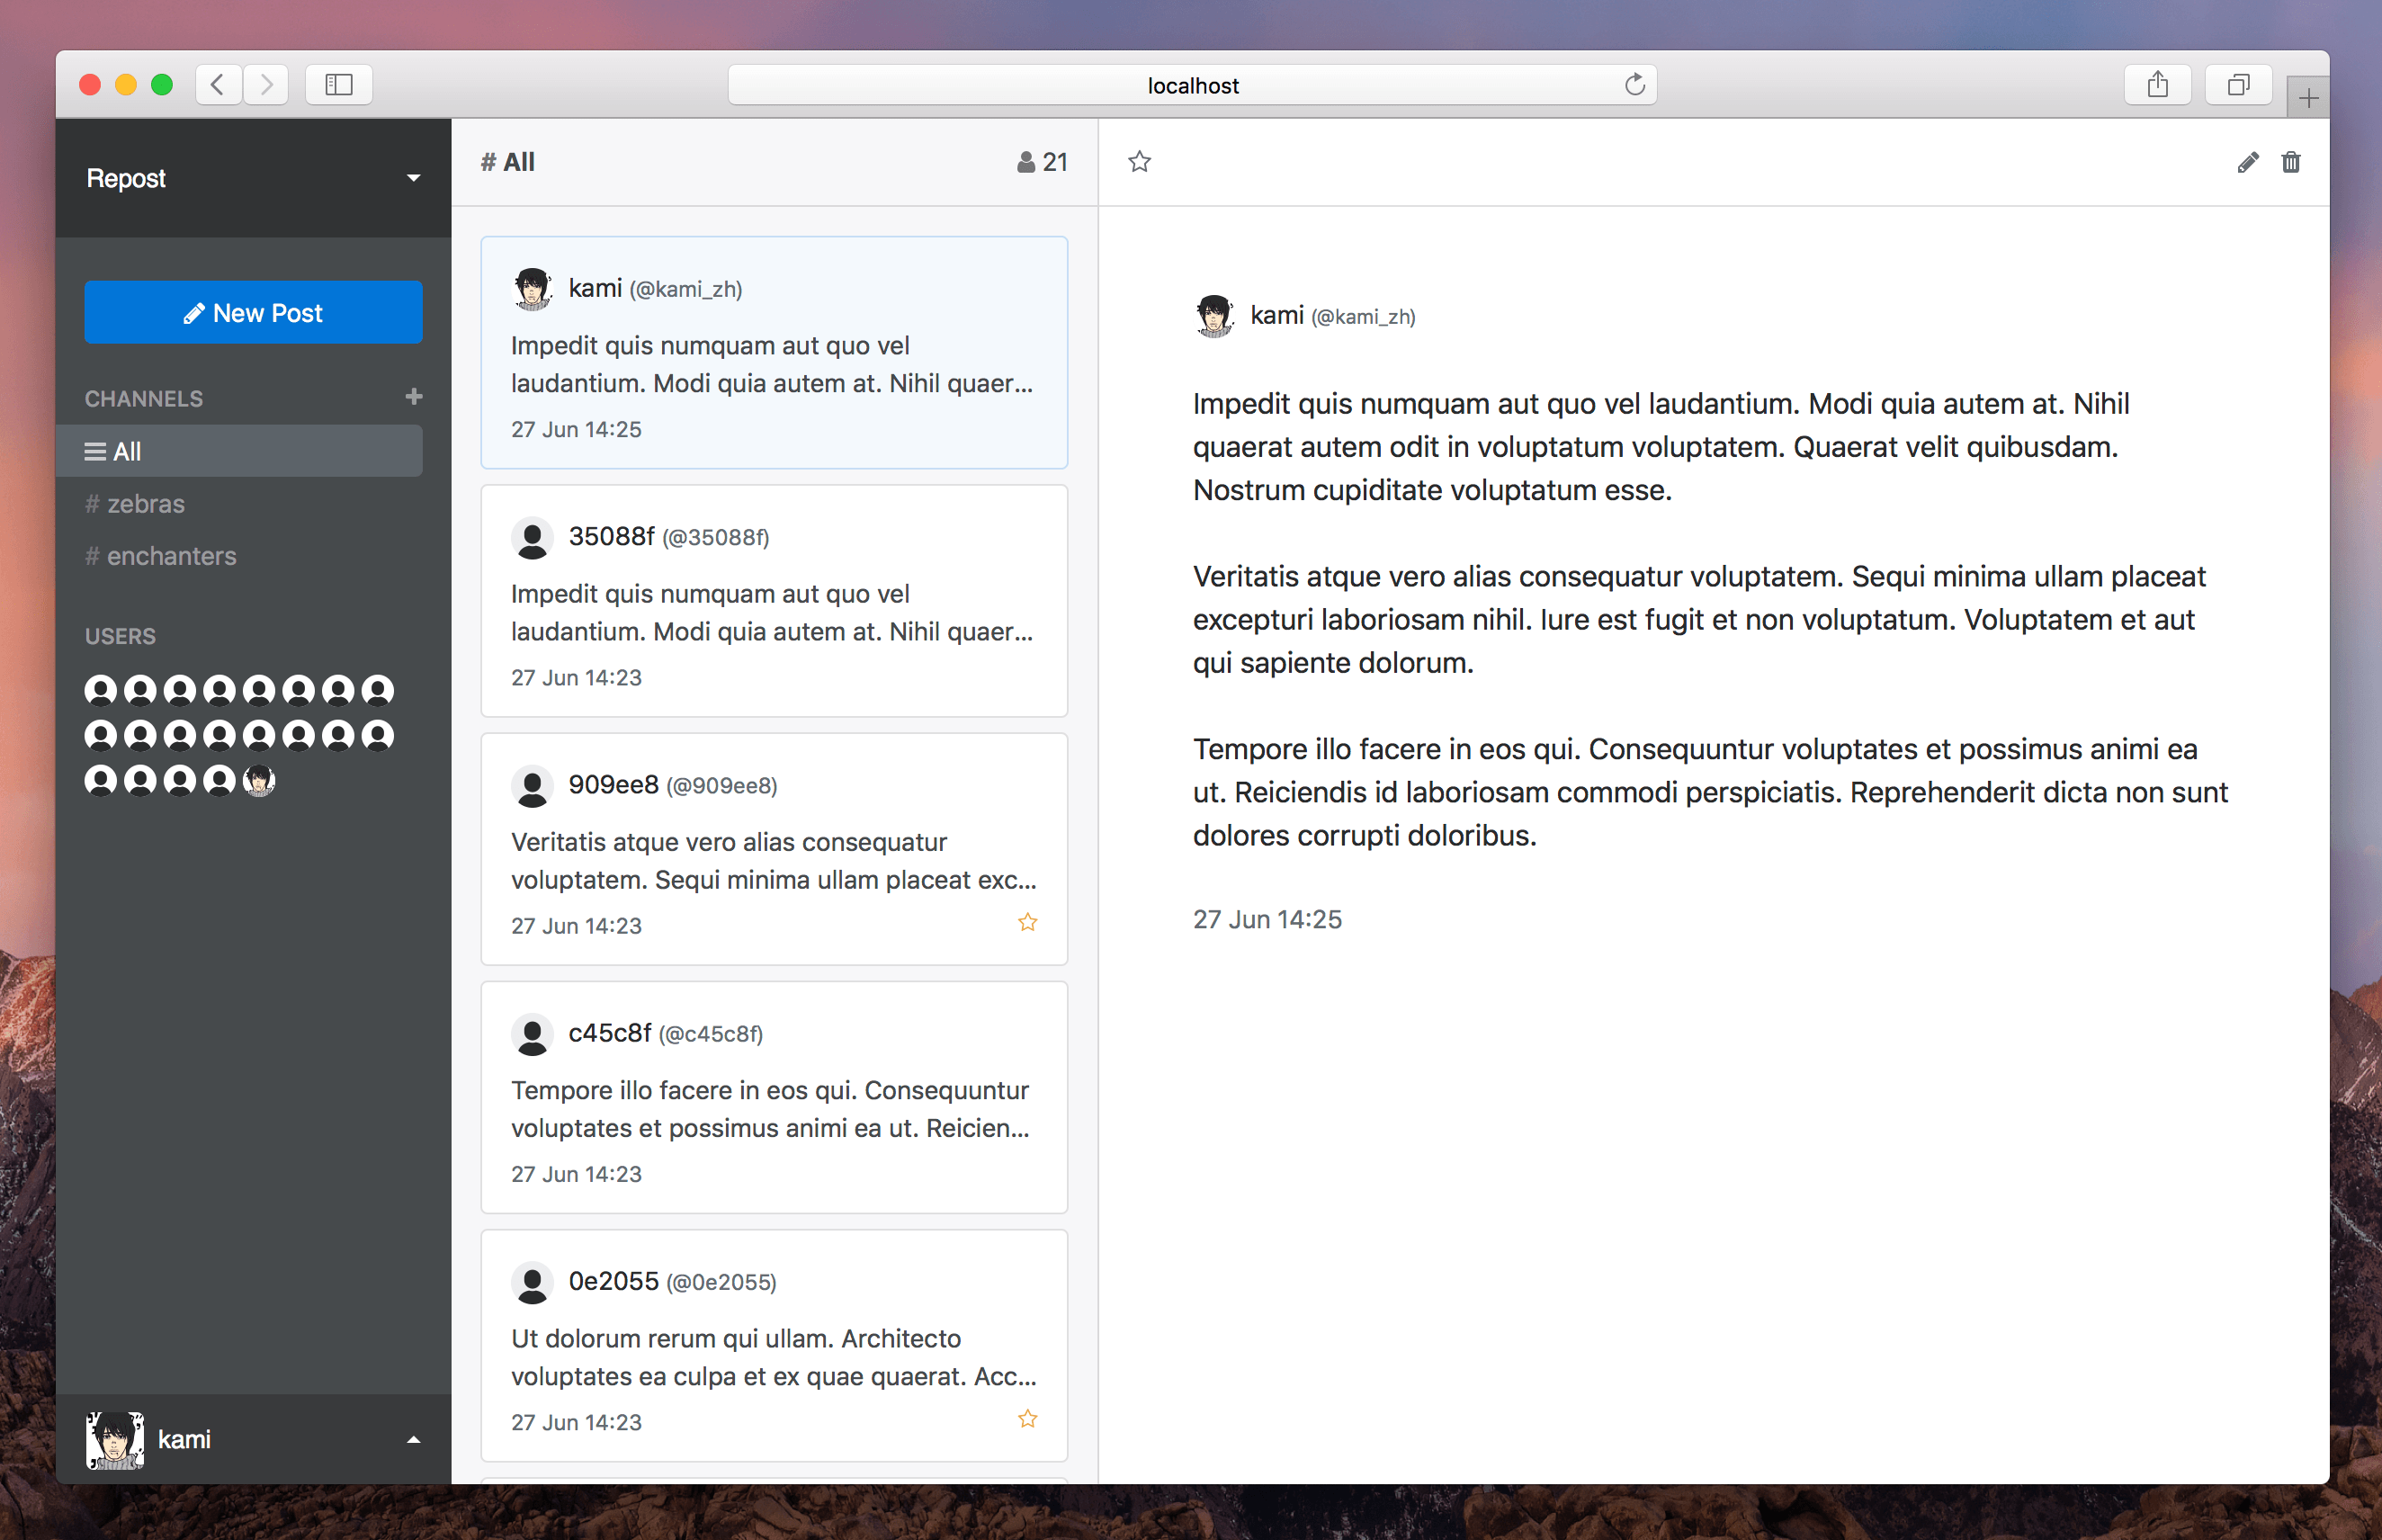 localhost
Repost
New Post
CHANNELS
All
# zebras
# enchanters
USERS
kami
# All
21
kami (@kami_zh)
Impedit quis numquam aut quo vel
laudantium. Modi quia autem at. Nihil quaer...
27 Jun 14:25
35088f (@35088f)
Impedit quis numquam aut quo vel
laudantium. Modi quia autem at. Nihil quaer...
27 Jun 14:23
909ee8 (@909ee8)
Veritatis atque vero alias consequatur
voluptatem. Sequi minima ullam placeat exc...
27 Jun 14:23
c45c8f (@c45c8f)
Tempore illo facere in eos qui. Consequuntur
voluptates et possimus animi ea ut. Reicien...
27 Jun 14:23
0e2055 (@0e2055)
Ut dolorum rerum qui ullam. Architecto
voluptates ea culpa et ex quae quaerat. Acc...
27 Jun 14:23
kami (@kami_zh)
Impedit quis numquam aut quo vel laudantium. Modi quia autem at. Nihil
quaerat autem odit in voluptatum voluptatem. Quaerat velit quibusdam.
Nostrum cupiditate voluptatum esse.
Veritatis atque vero alias consequatur voluptatem. Sequi minima ullam placeat
excepturi laboriosam nihil. Iure est fugit et non voluptatum. Voluptatem et aut
qui sapiente dolorum.
Tempore illo facere in eos qui. Consequuntur voluptates et possimus animi ea
ut. Reiciendis id laboriosam commodi perspiciatis. Reprehenderit dicta non sunt
dolores corrupti doloribus.
27 Jun 14:25